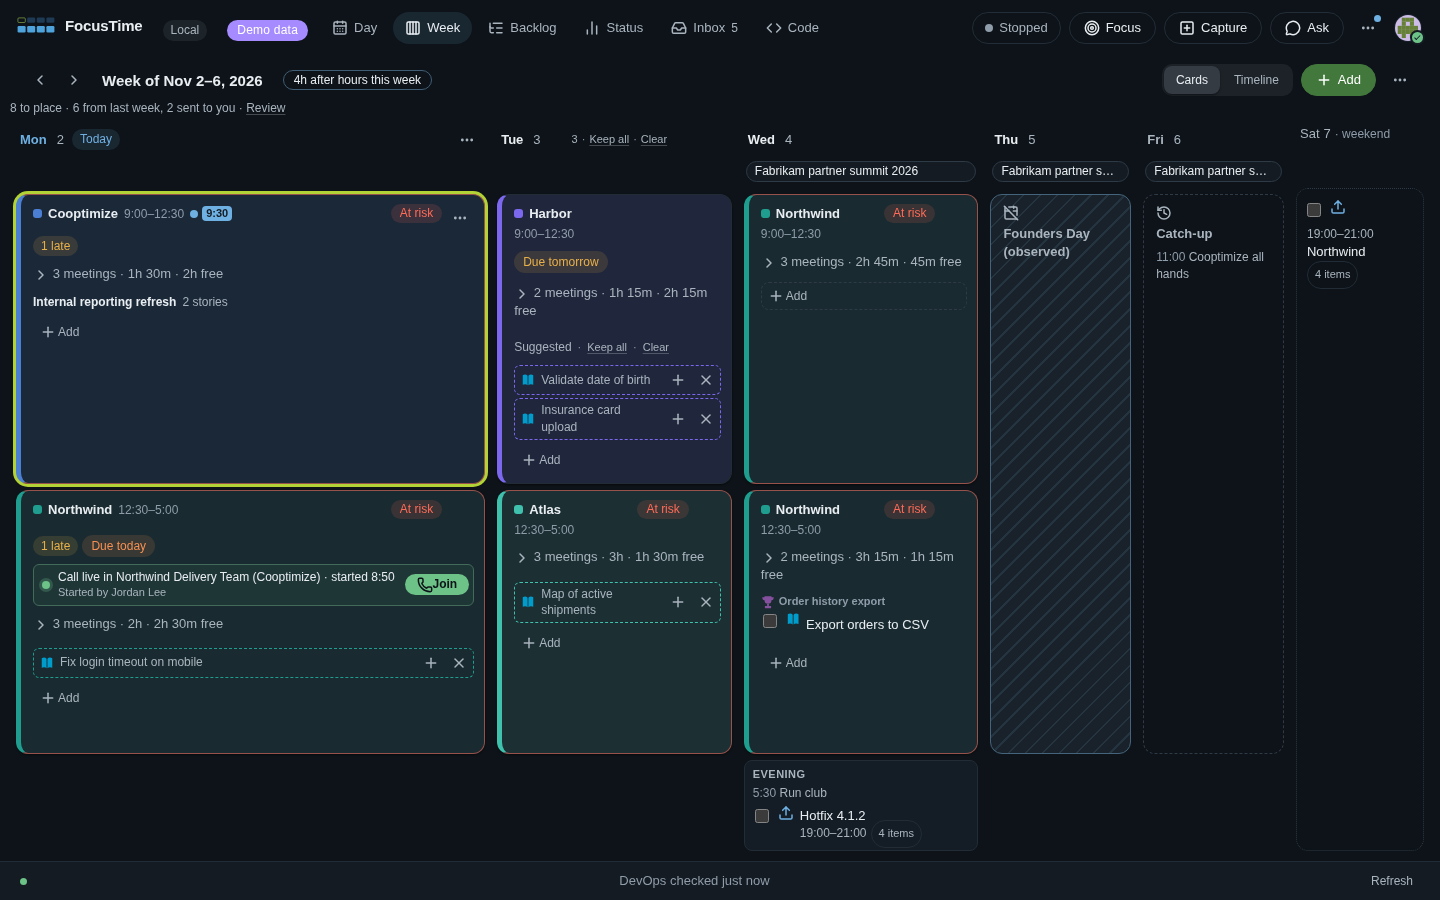 FocusTime Local Demo data Day Week Backlog Status Inbox 5 Code Stopped Focus Capture Ask
Week of Nov 2–6, 2026 4h after hours this week Cards Timeline Add
8 to place · 6 from last week, 2 sent to you · Review
Mon 2 Today
Tue 3 3 · Keep all · Clear
Wed 4
Thu 5
Fri 6
Sat 7 · weekend
Fabrikam partner summit 2026
Fabrikam partner s…
Fabrikam partner s…
Cooptimize 9:00–12:30 9:30 At risk
1 late
3 meetings · 1h 30m · 2h free
Internal reporting refresh 2 stories
Add
Northwind 12:30–5:00 At risk
1 late Due today
Call live in Northwind Delivery Team (Cooptimize) · started 8:50
Started by Jordan Lee
Join
3 meetings · 2h · 2h 30m free
Fix login timeout on mobile
Add
Harbor
9:00–12:30
Due tomorrow
2 meetings · 1h 15m · 2h 15m
free
Suggested · Keep all · Clear
Validate date of birth
Insurance card
upload
Add
Atlas At risk
12:30–5:00
3 meetings · 3h · 1h 30m free
Map of active
shipments
Add
Northwind At risk
9:00–12:30
3 meetings · 2h 45m · 45m free
Add
Northwind At risk
12:30–5:00
2 meetings · 3h 15m · 1h 15m
free
Order history export
Export orders to CSV
Add
EVENING
5:30 Run club
Hotfix 4.1.2
19:00–21:00 4 items
Founders Day
(observed)
Catch-up
11:00 Cooptimize all
hands
19:00–21:00
Northwind
4 items
DevOps checked just now Refresh